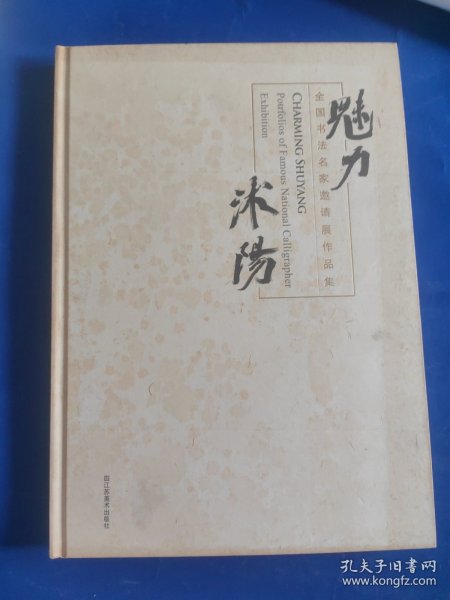 魅力
沭陽
全国书法名家邀请展作品集
CHARMING SHUYANG
Pourfolios of Famous National Calligrapher
Exhibition
江苏美术出版社
孔夫子旧书网
www.kongfz.com